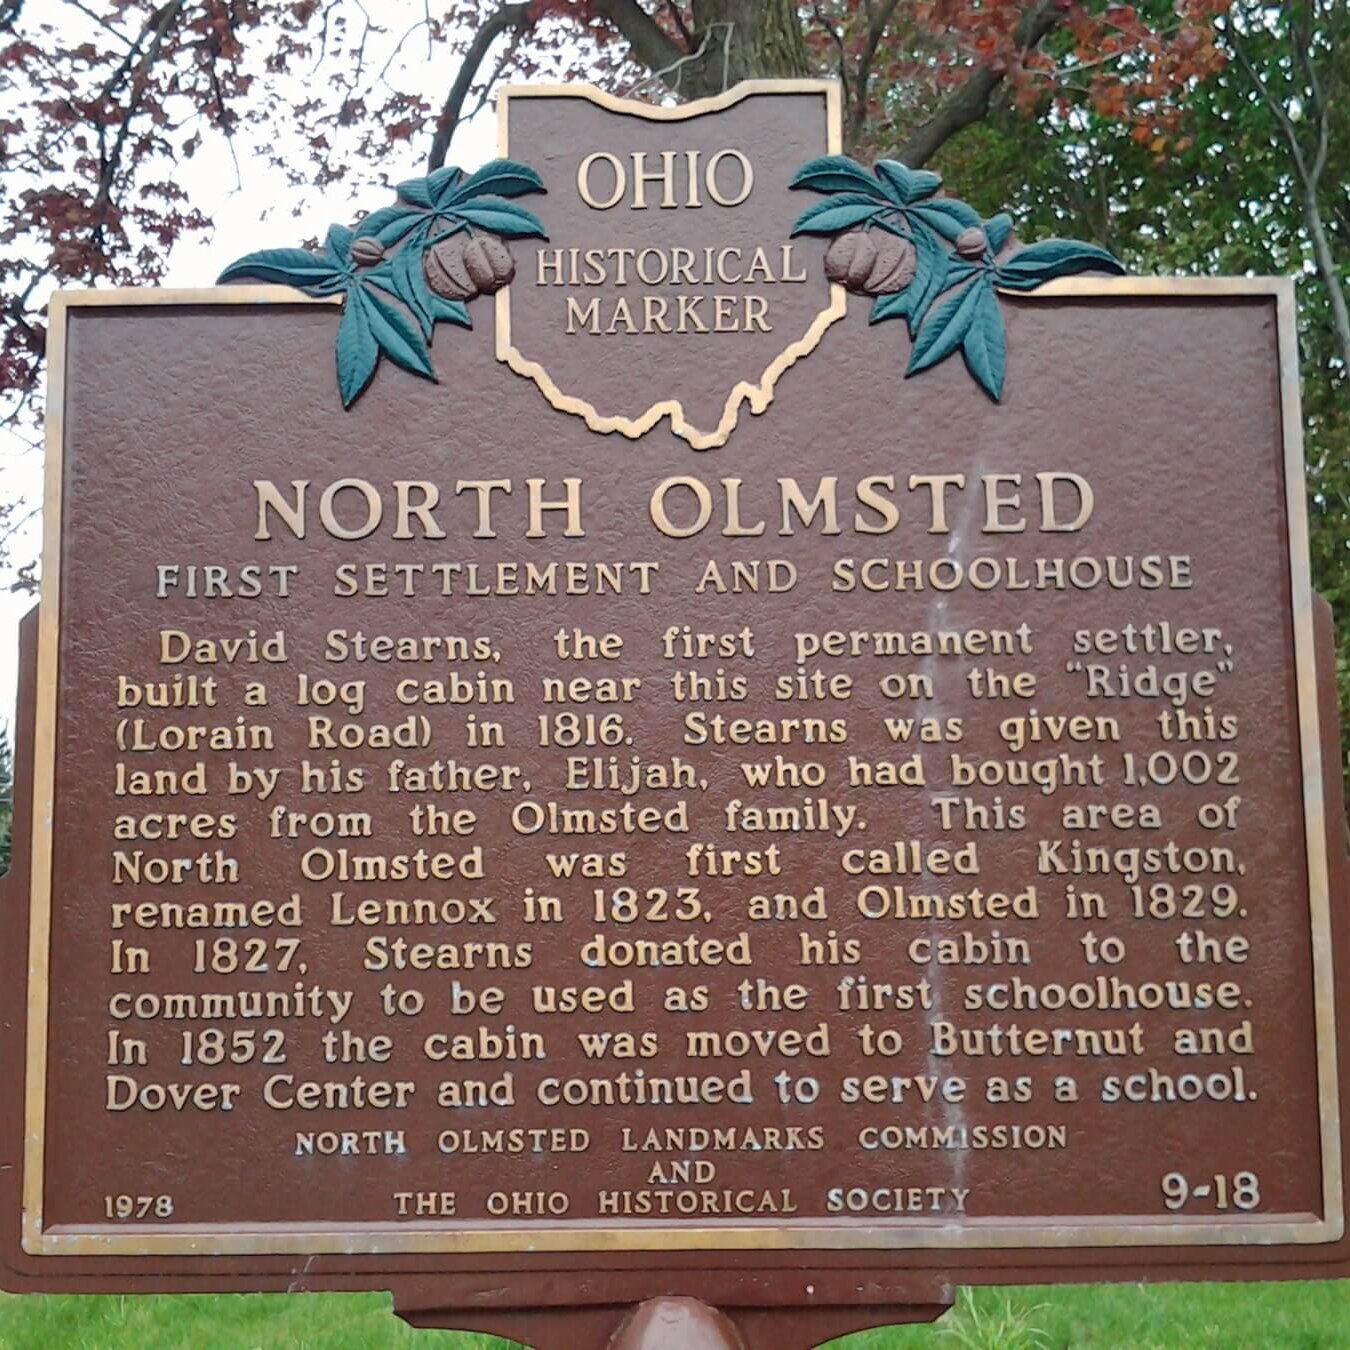 OHIO
HISTORICAL
MARKER
NORTH OLMSTED
FIRST SETTLEMENT AND SCHOOLHOUSE
David Stearns, the first permanent settler,
built a log cabin near this site on the "Ridge"
(Lorain Road) in 1816. Stearns was given this
land by his father, Elijah, who had bought 1,002
acres from the Olmsted family. This area of
North Olmsted was first called Kingston,
renamed Lennox in 1823, and Olmsted in 1829.
In 1827, Stearns donated his cabin to the
community to be used as the first schoolhouse.
In 1852 the cabin was moved to Butternut and
Dover Center and continued to serve as a school.
NORTH OLMSTED LANDMARKS COMMISSION
AND
1978 THE OHIO HISTORICAL SOCIETY 9-18